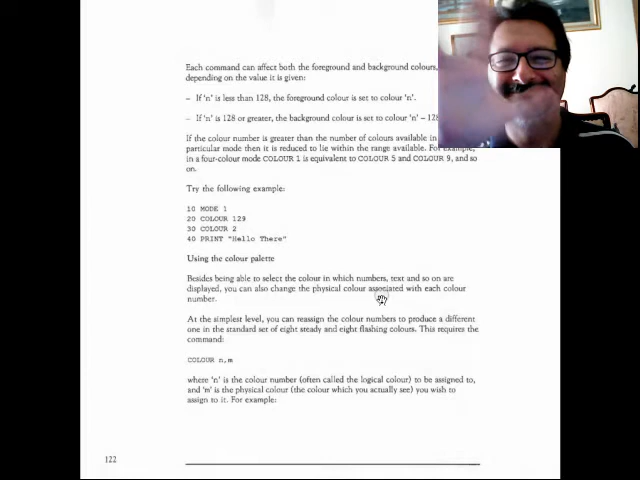 Each command can affect both the foreground and background colours,
depending on the value it is given:
– If 'n' is less than 128, the foreground colour is set to colour 'n'.
– If 'n' is 128 or greater, the background colour is set to colour 'n' – 128
If the colour number is greater than the number of colours available in
particular mode then it is reduced to lie within the range available. For example,
in a four-colour mode COLOUR 1 is equivalent to COLOUR 5 and COLOUR 9, and so
on.
Try the following example:
10 MODE 1
20 COLOUR 129
30 COLOUR 2
40 PRINT "Hello There"
Using the colour palette
Besides being able to select the colour in which numbers, text and so on are
displayed, you can also change the physical colour associated with each colour
number.
At the simplest level, you can reassign the colour numbers to produce a different
one in the standard set of eight steady and eight flashing colours. This requires the
command:
COLOUR n,m
where 'n' is the colour number (often called the logical colour) to be assigned to,
and 'm' is the physical colour (the colour which you actually see) you wish to
assign to it. For example:
122